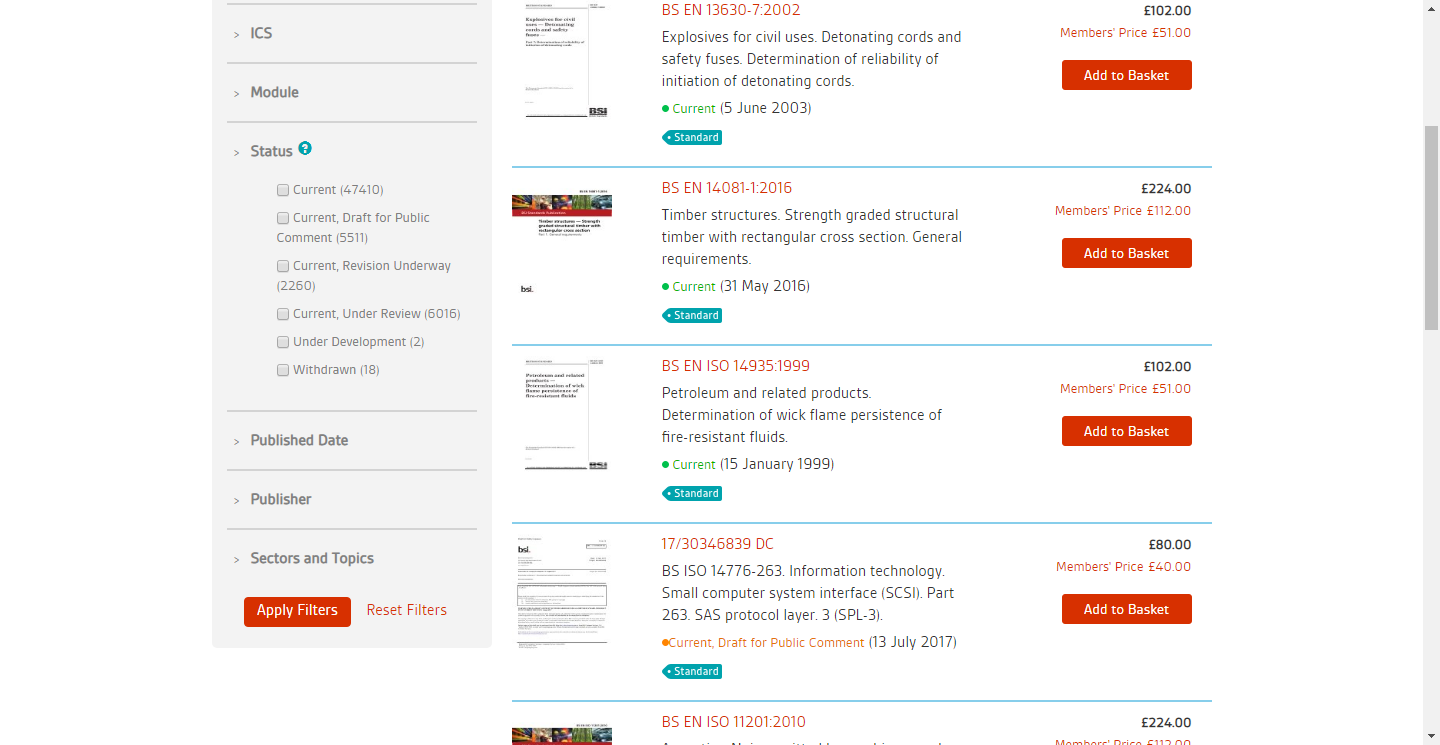 ICS
Module
Status
Current (47410)
Current, Draft for Public
Comment (5511)
Current, Revision Underway
(2260)
Current, Under Review (6016)
Under Development (2)
Withdrawn (18)
Published Date
Publisher
Sectors and Topics
Apply Filters Reset Filters
Explosives for civil
uses — Detonating
cords and safety
fuses —
BSI
BS EN 13630-7:2002
Explosives for civil uses. Detonating cords and
safety fuses. Determination of reliability of
initiation of detonating cords.
Current (5 June 2003)
Standard
£102.00
Members' Price £51.00
Add to Basket
Timber structures — Strength
graded structural timber with
rectangular cross section
Part 1: General requirements
bsi.
BS EN 14081-1:2016
Timber structures. Strength graded structural
timber with rectangular cross section. General
requirements.
Current (31 May 2016)
Standard
£224.00
Members' Price £112.00
Add to Basket
Petroleum and related
products —
Determination of wick
flame persistence of
fire-resistant fluids
BSI
BS EN ISO 14935:1999
Petroleum and related products.
Determination of wick flame persistence of
fire-resistant fluids.
Current (15 January 1999)
Standard
£102.00
Members' Price £51.00
Add to Basket
bsi.
17/30346839 DC
BS ISO 14776-263. Information technology.
Small computer system interface (SCSI). Part
263. SAS protocol layer. 3 (SPL-3).
Current, Draft for Public Comment (13 July 2017)
Standard
£80.00
Members' Price £40.00
Add to Basket
BS EN ISO 11201:2010
£224.00
Members' Price £112.00